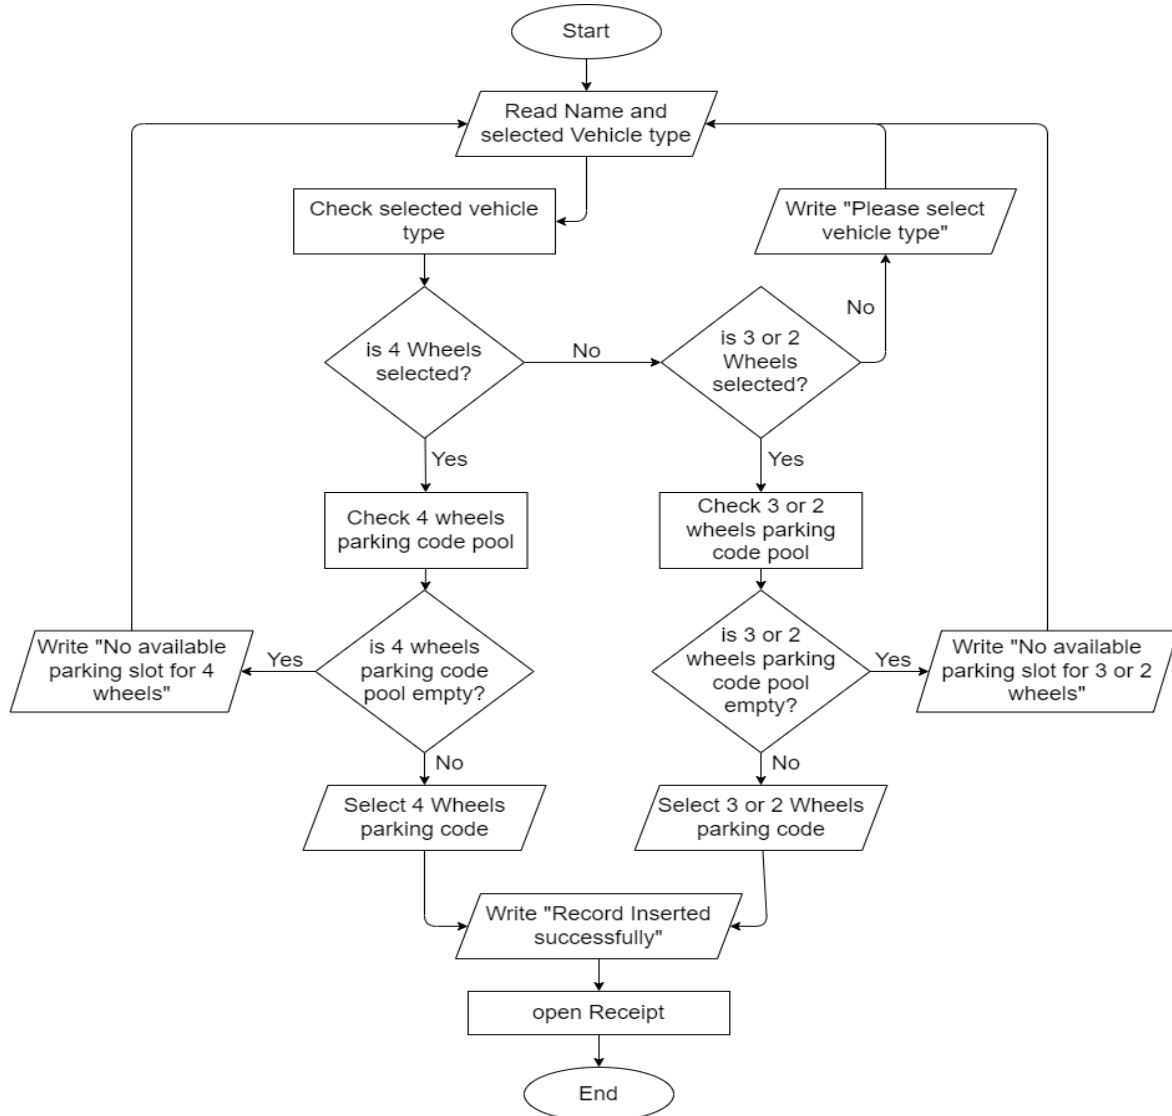 Start
Read Name and
selected Vehicle type
Check selected vehicle
type
Write "Please select
vehicle type"
No
is 4 Wheels
selected?
No
is 3 or 2
Wheels
selected?
Yes
Yes
Check 4 wheels
parking code pool
Check 3 or 2
wheels parking
code pool
Write "No available
parking slot for 4
wheels"
Yes
is 4 wheels
parking code
pool empty?
is 3 or 2
wheels parking
code pool
empty?
Yes
Write "No available
parking slot for 3 or 2
wheels"
No
No
Select 4 Wheels
parking code
Select 3 or 2 Wheels
parking code
Write "Record Inserted
successfully"
open Receipt
End